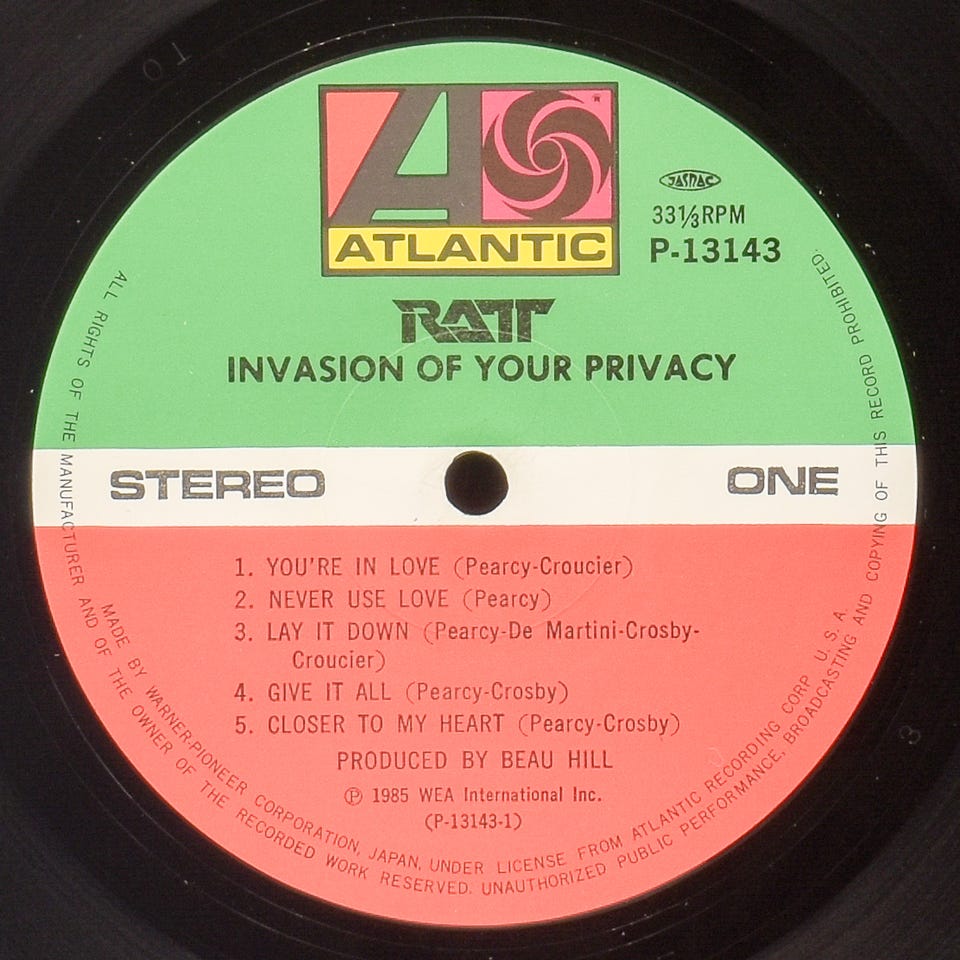 JASRAC
33⅓RPM
P-13143
ATLANTIC
RATT
INVASION OF YOUR PRIVACY
STEREO
ONE
1. YOU'RE IN LOVE (Pearcy-Croucier)
2. NEVER USE LOVE (Pearcy)
3. LAY IT DOWN (Pearcy-De Martini-Crosby-
Croucier)
4. GIVE IT ALL (Pearcy-Crosby)
5. CLOSER TO MY HEART (Pearcy-Crosby)
PRODUCED BY BEAU HILL
Ⓟ 1985 WEA International Inc.
(P-13143-1)
MADE BY WARNER-PIONEER CORPORATION, JAPAN, UNDER LICENSE FROM ATLANTIC RECORDING CORP U. S. A.
ALL RIGHTS OF THE MANUFACTURER AND OF THE OWNER OF THE RECORDED WORK RESERVED. UNAUTHORIZED PUBLIC PERFORMANCE, BROADCASTING AND COPYING OF THIS RECORD PROHIBITED.